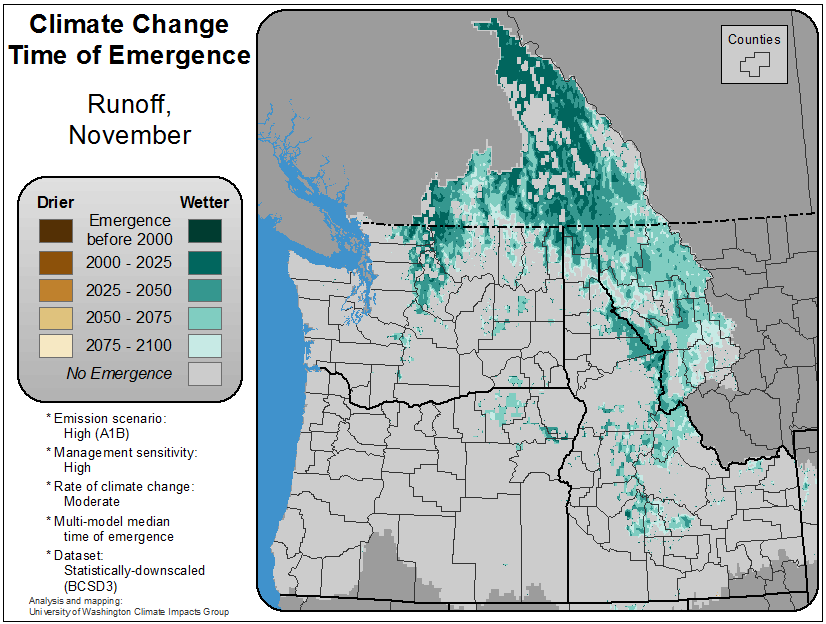 Climate Change
Time of Emergence
Runoff,
November
Drier
Wetter
Emergence
before 2000
2000 - 2025
2025 - 2050
2050 - 2075
2075 - 2100
No Emergence
* Emission scenario:
High (A1B)
* Management sensitivity:
High
* Rate of climate change:
Moderate
* Multi-model median
time of emergence
* Dataset:
Statistically-downscaled
(BCSD3)
Analysis and mapping:
University of Washington Climate Impacts Group
Counties